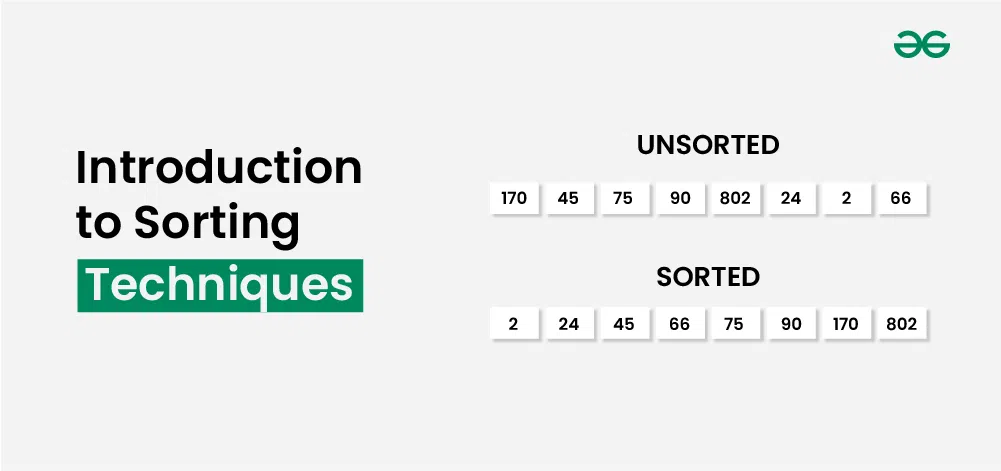 Introduction
to Sorting
Techniques
UNSORTED
170 45 75 90 802 24 2 66
SORTED
2 24 45 66 75 90 170 802